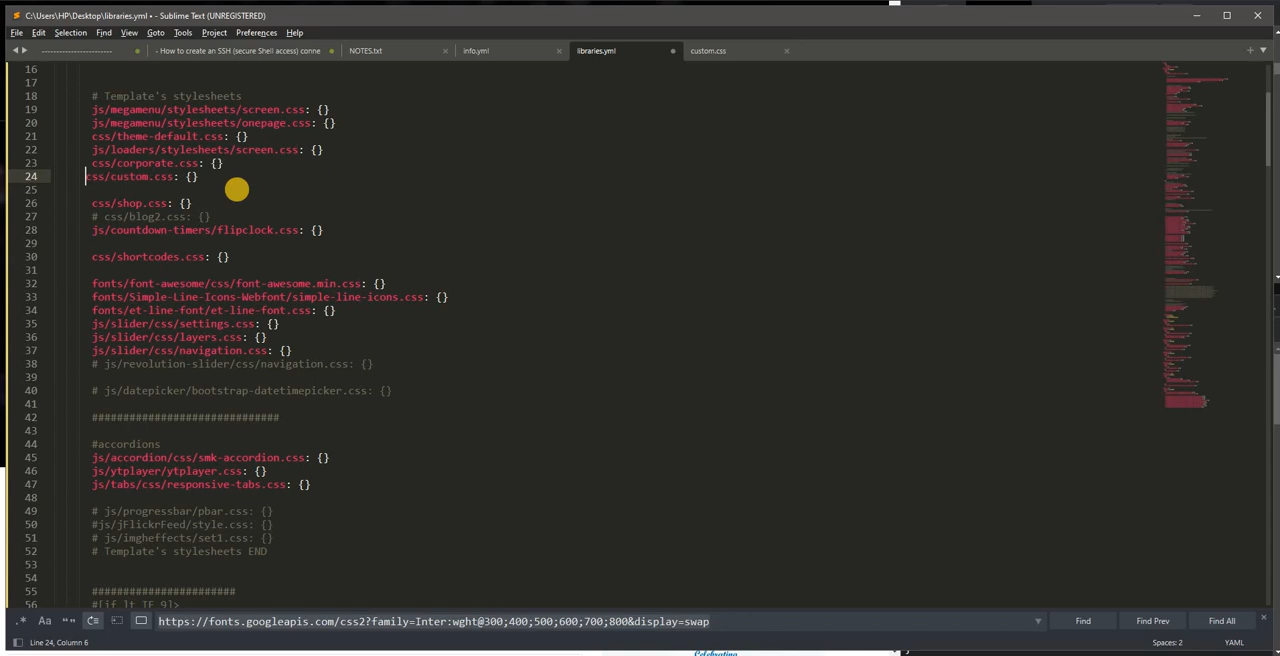 C:\Users\HP\Desktop\libraries.yml • - Sublime Text (UNREGISTERED)
File Edit Selection Find View Goto Tools Project Preferences Help
------------------------ - How to create an SSH (secure Shell access) conne NOTES.txt info.yml libraries.yml custom.css
16
17
18 # Template's stylesheets
19 js/megamenu/stylesheets/screen.css: {}
20 js/megamenu/stylesheets/onepage.css: {}
21 css/theme-default.css: {}
22 js/loaders/stylesheets/screen.css: {}
23 css/corporate.css: {}
24 css/custom.css: {}
25
26 css/shop.css: {}
27 # css/blog2.css: {}
28 js/countdown-timers/flipclock.css: {}
29
30 css/shortcodes.css: {}
31
32 fonts/font-awesome/css/font-awesome.min.css: {}
33 fonts/Simple-Line-Icons-Webfont/simple-line-icons.css: {}
34 fonts/et-line-font/et-line-font.css: {}
35 js/slider/css/settings.css: {}
36 js/slider/css/layers.css: {}
37 js/slider/css/navigation.css: {}
38 # js/revolution-slider/css/navigation.css: {}
39
40 # js/datepicker/bootstrap-datetimepicker.css: {}
41
42 ##############################
43
44 #accordions
45 js/accordion/css/smk-accordion.css: {}
46 js/ytplayer/ytplayer.css: {}
47 js/tabs/css/responsive-tabs.css: {}
48
49 # js/progressbar/pbar.css: {}
50 #js/jFlickrFeed/style.css: {}
51 # js/imgheffects/set1.css: {}
52 # Template's stylesheets END
53
54
55 #######################
56 #[if lt IE 9]>
.* Aa “” https://fonts.googleapis.com/css2?family=Inter:wght@300;400;500;600;700;800&display=swap Find Find Prev Find All
Line 24, Column 6 Spaces: 2 YAML
Celebrating